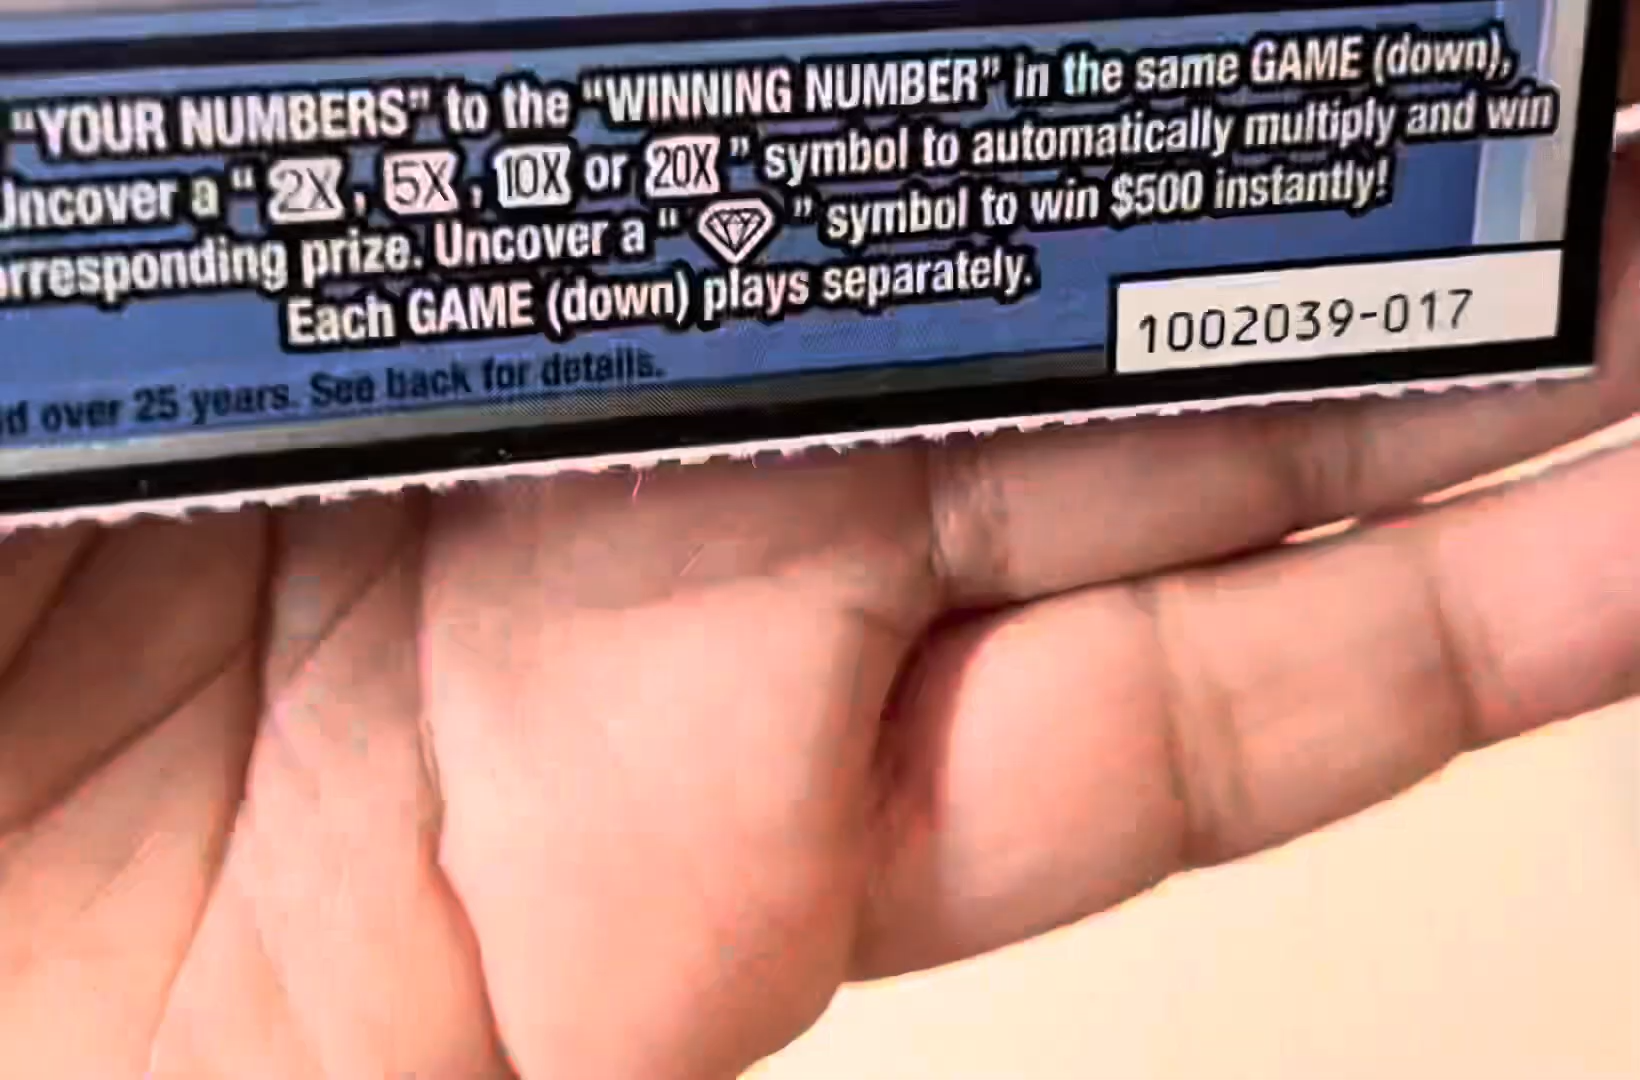 "YOUR NUMBERS" to the "WINNING NUMBER" in the same GAME (down),
Uncover a "2X, 5X, 10X or 20X" symbol to automatically multiply and win
orresponding prize. Uncover a " " symbol to win $500 instantly!
Each GAME (down) plays separately.
id over 25 years. See back for details.
1002039-017